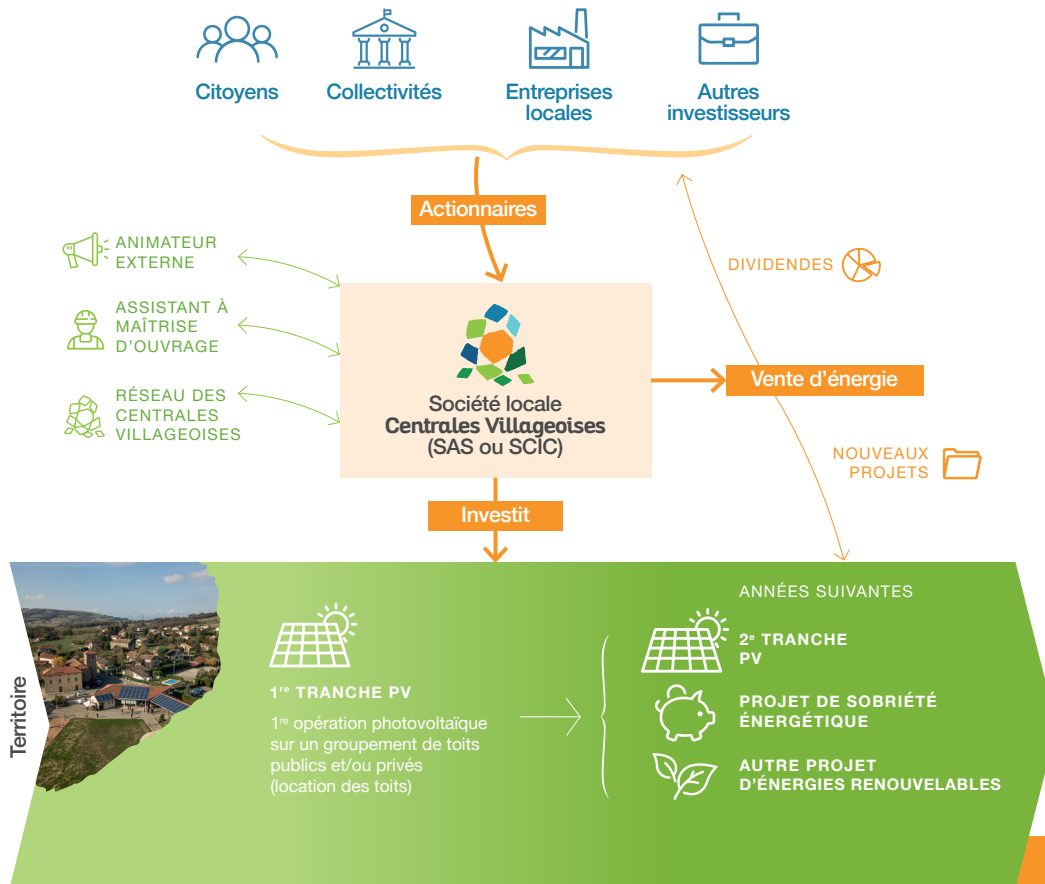 Citoyens
Collectivités
Entreprises
locales
Autres
investisseurs
Actionnaires
ANIMATEUR
EXTERNE
ASSISTANT À
MAÎTRISE
D'OUVRAGE
RÉSEAU DES
CENTRALES
VILLAGEOISES
Société locale
Centrales Villageoises
(SAS ou SCIC)
DIVIDENDES
Vente d'énergie
NOUVEAUX
PROJETS
Investit
Territoire
1re TRANCHE PV
1re opération photovoltaïque
sur un groupement de toits
publics et/ou privés
(location des toits)
ANNÉES SUIVANTES
2e TRANCHE
PV
PROJET DE SOBRIÉTÉ
ÉNERGÉTIQUE
AUTRE PROJET
D'ÉNERGIES RENOUVELABLES